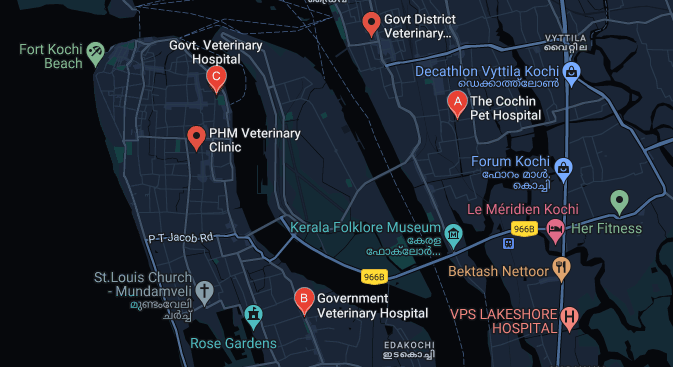 Govt District
Veterinary...
VYTTILA
വൈറ്റില
Fort Kochi
Beach
Govt. Veterinary
Hospital
C
Decathlon Vyttila Kochi
ഡെക്കാത്ത്ലോൺ
A
The Cochin
Pet Hospital
PHM Veterinary
Clinic
Forum Kochi
ഫോറം മാൾ,
കൊച്ചി
Le Méridien Kochi
Her Fitness
966B
Kerala Folklore Museum
കേരള
ഫോക്‌ലോർ...
P-T-Jacob Rd
966B
Bektash Nettoor
St.Louis Church
- Mundamveli
മുണ്ടംവേലി
ചർച്ച്
B
Government
Veterinary Hospital
VPS LAKESHORE
HOSPITAL
H
Rose Gardens
EDAKOCHI
ഇടകൊച്ചി